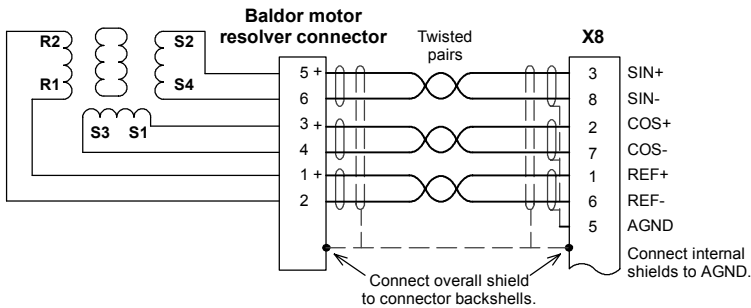 Baldor motor
resolver connector
Twisted
pairs
X8
R2
S2
R1
S4
S3 S1
5 +
6
3 +
4
1 +
2
3 SIN+
8 SIN-
2 COS+
7 COS-
1 REF+
6 REF-
5 AGND
Connect internal
shields to AGND.
Connect overall shield
to connector backshells.